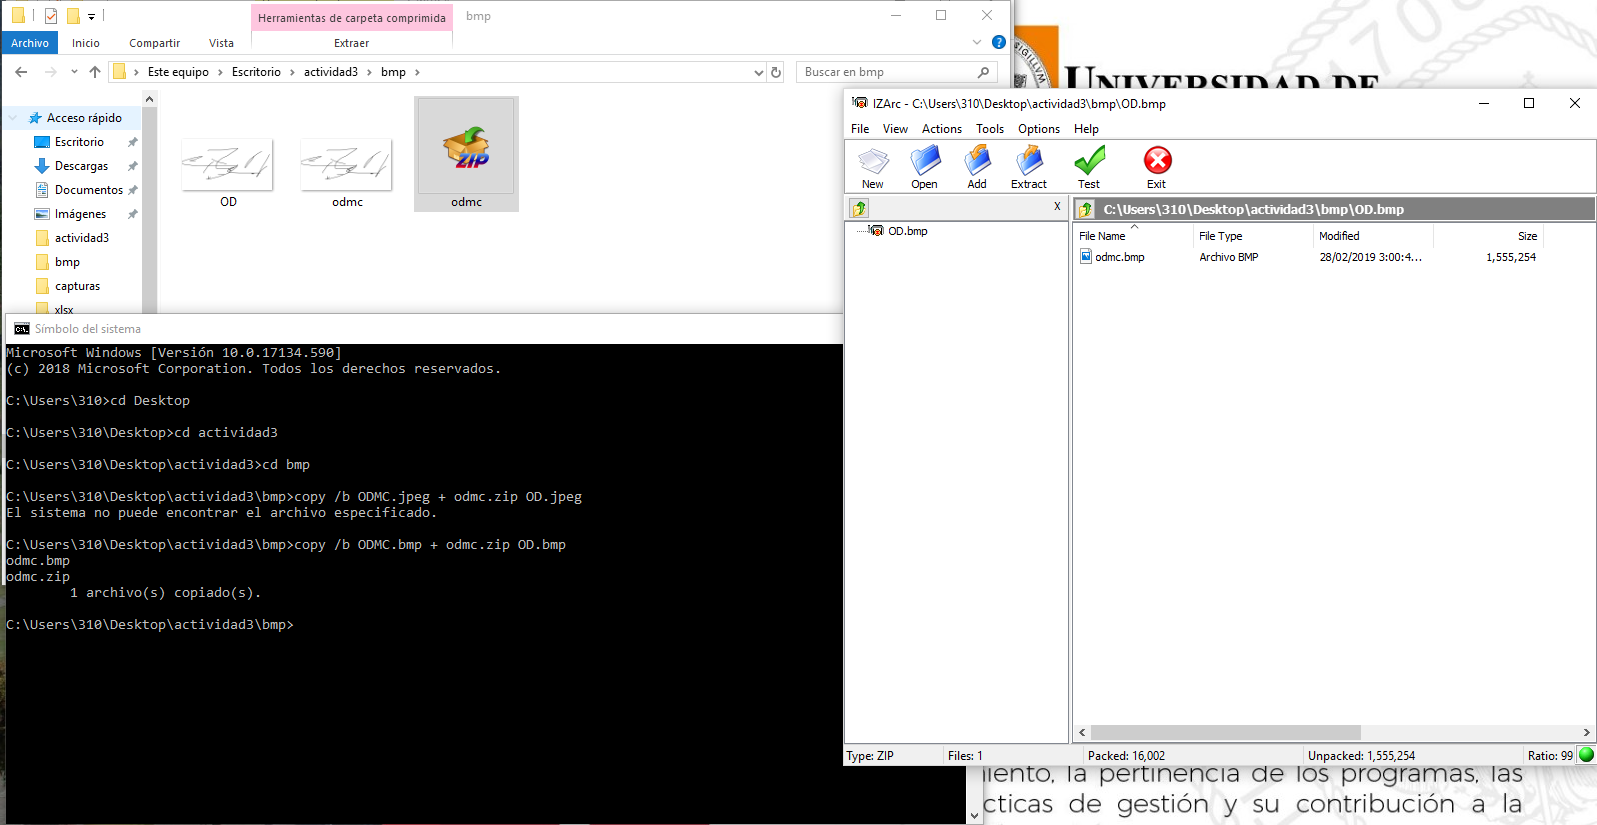 Herramientas de carpeta comprimida
bmp
Archivo
Inicio
Compartir
Vista
Extraer
Este equipo
Escritorio
actividad3
bmp
Buscar en bmp
Acceso rápido
Escritorio
Descargas
Documentos
Imágenes
actividad3
bmp
capturas
xlsx
ZIP
OD
odmc
odmc
SIGILLVM
UNIVERSIDAD DE
IZArc - C:\Users\310\Desktop\actividad3\bmp\OD.bmp
File View Actions Tools Options Help
New Open Add Extract Test Exit
X
C:\Users\310\Desktop\actividad3\bmp\OD.bmp
OD.bmp
File Name File Type Modified Size
odmc.bmp Archivo BMP 28/02/2019 3:00:4... 1,555,254
Type: ZIP Files: 1 Packed: 16,002 Unpacked: 1,555,254 Ratio: 99
Símbolo del sistema
Microsoft Windows [Versión 10.0.17134.590]
(c) 2018 Microsoft Corporation. Todos los derechos reservados.
C:\Users\310>cd Desktop
C:\Users\310\Desktop>cd actividad3
C:\Users\310\Desktop\actividad3>cd bmp
C:\Users\310\Desktop\actividad3\bmp>copy /b ODMC.jpeg + odmc.zip OD.jpeg
El sistema no puede encontrar el archivo especificado.
C:\Users\310\Desktop\actividad3\bmp>copy /b ODMC.bmp + odmc.zip OD.bmp
odmc.bmp
odmc.zip
1 archivo(s) copiado(s).
C:\Users\310\Desktop\actividad3\bmp>
miento, la pertinencia de los programas, las
cticas de gestión y su contribución a la